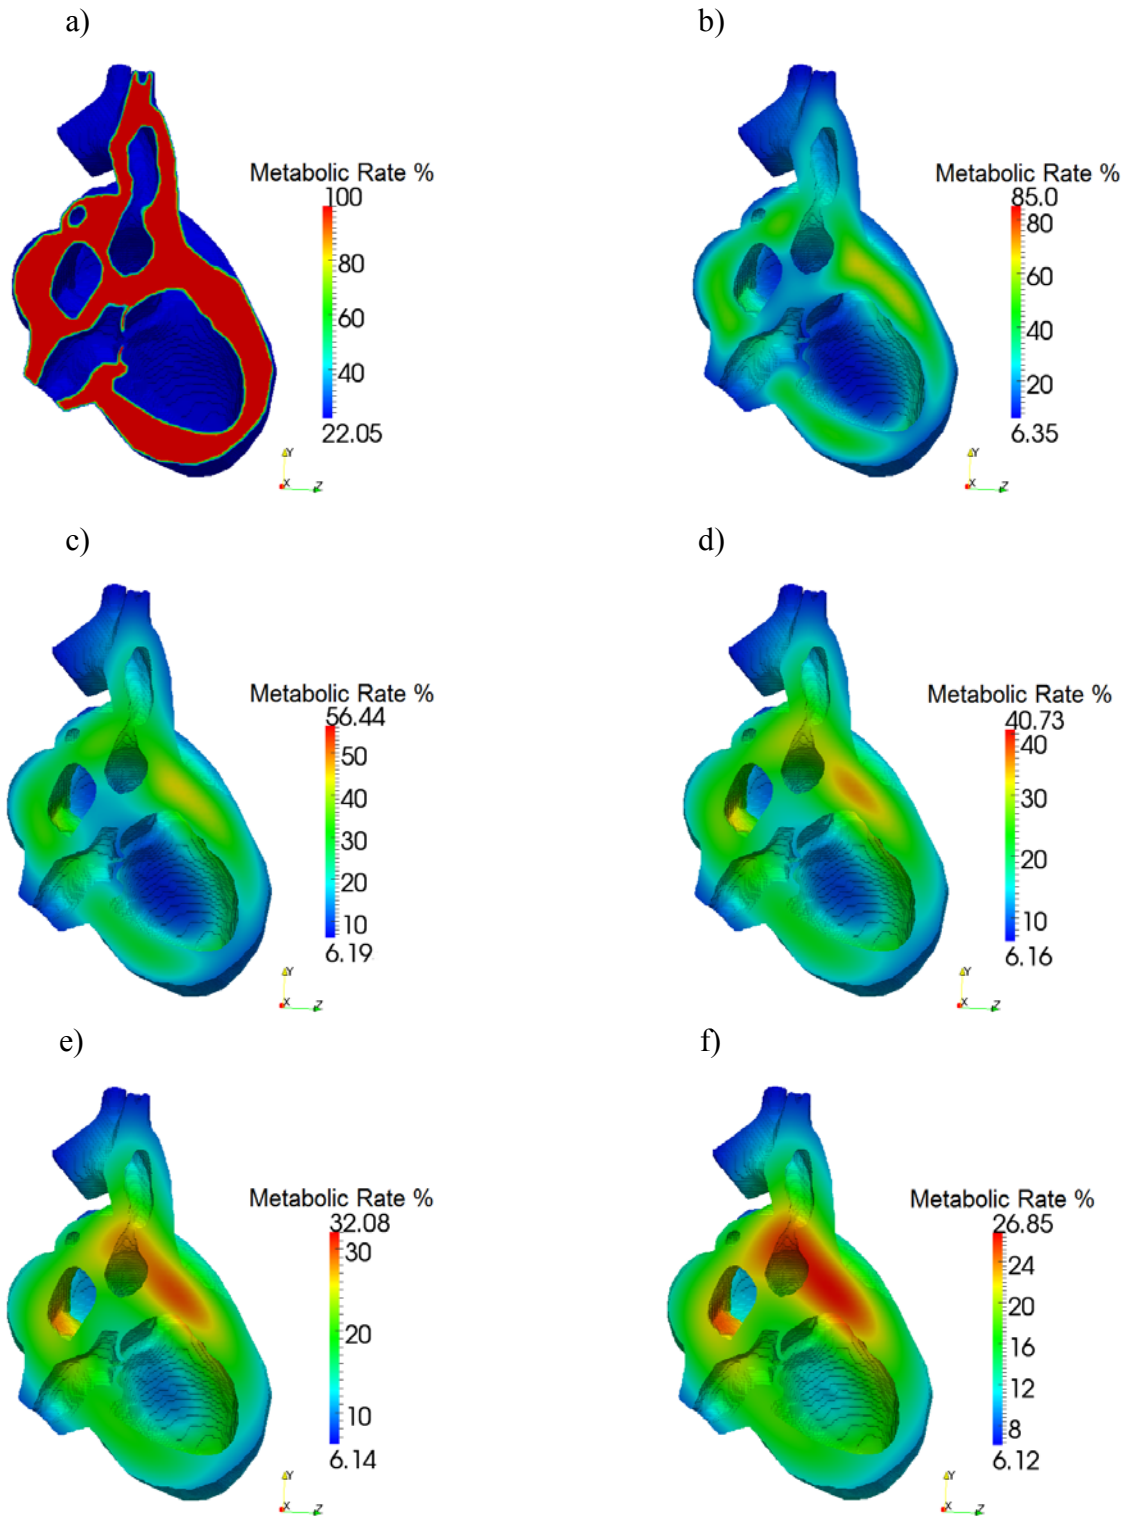 a)
b)
Metabolic Rate %
100
80
60
40
22.05
Y
X
Z
Metabolic Rate %
85.0
80
60
40
20
6.35
Y
X
Z
c)
d)
Metabolic Rate %
56.44
50
40
30
20
10
6.19
Y
X
Z
Metabolic Rate %
40.73
40
30
20
10
6.16
Y
X
Z
e)
f)
Metabolic Rate %
32.08
30
20
10
6.14
Y
X
Z
Metabolic Rate %
26.85
24
20
16
12
8
6.12
Y
X
Z